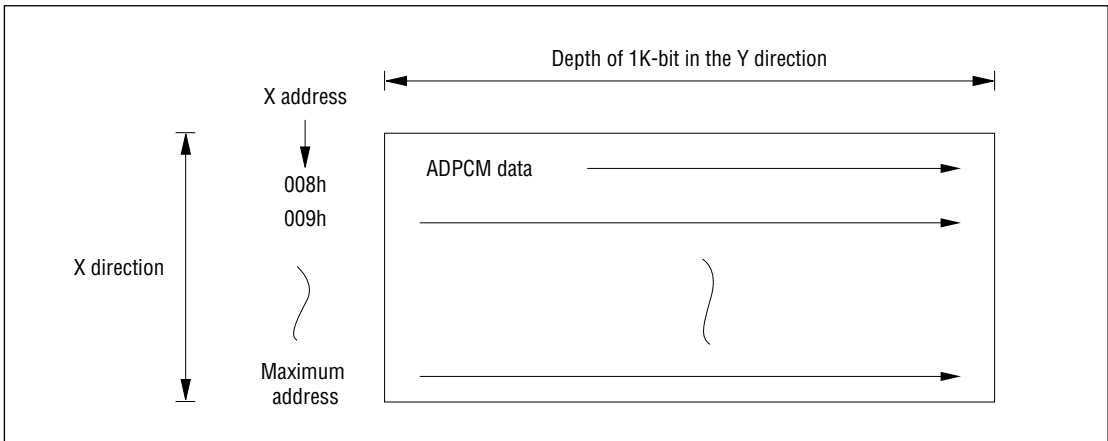 Depth of 1K-bit in the Y direction
X address
ADPCM data
008h
009h
X direction
Maximum
address